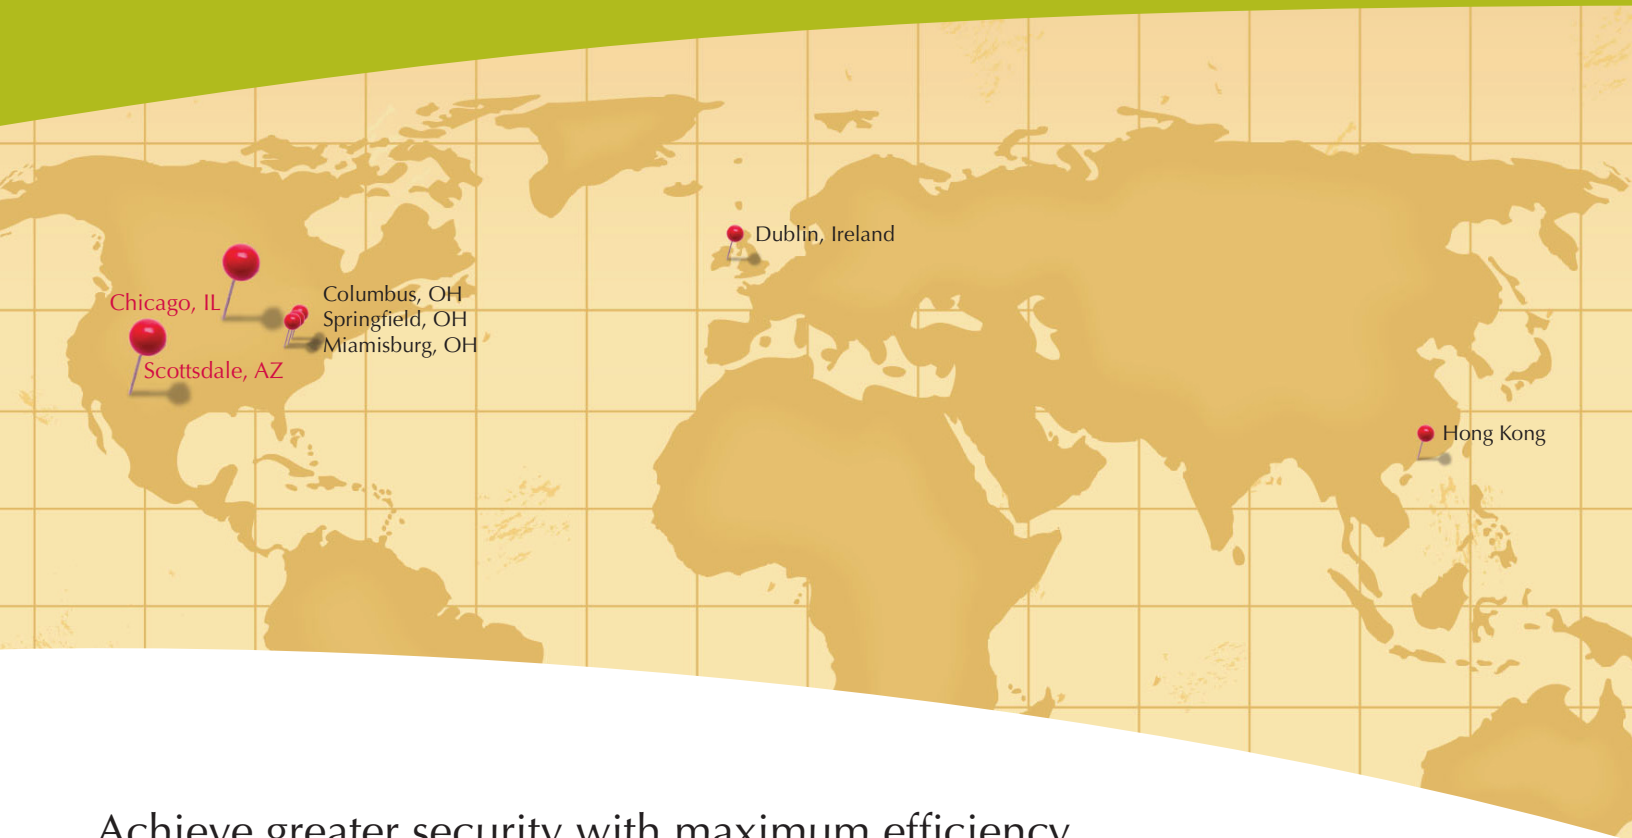 Dublin, Ireland
Chicago, IL
Columbus, OH
Springfield, OH
Miamisburg, OH
Scottsdale, AZ
Hong Kong
Achieve greater security with maximum efficiency